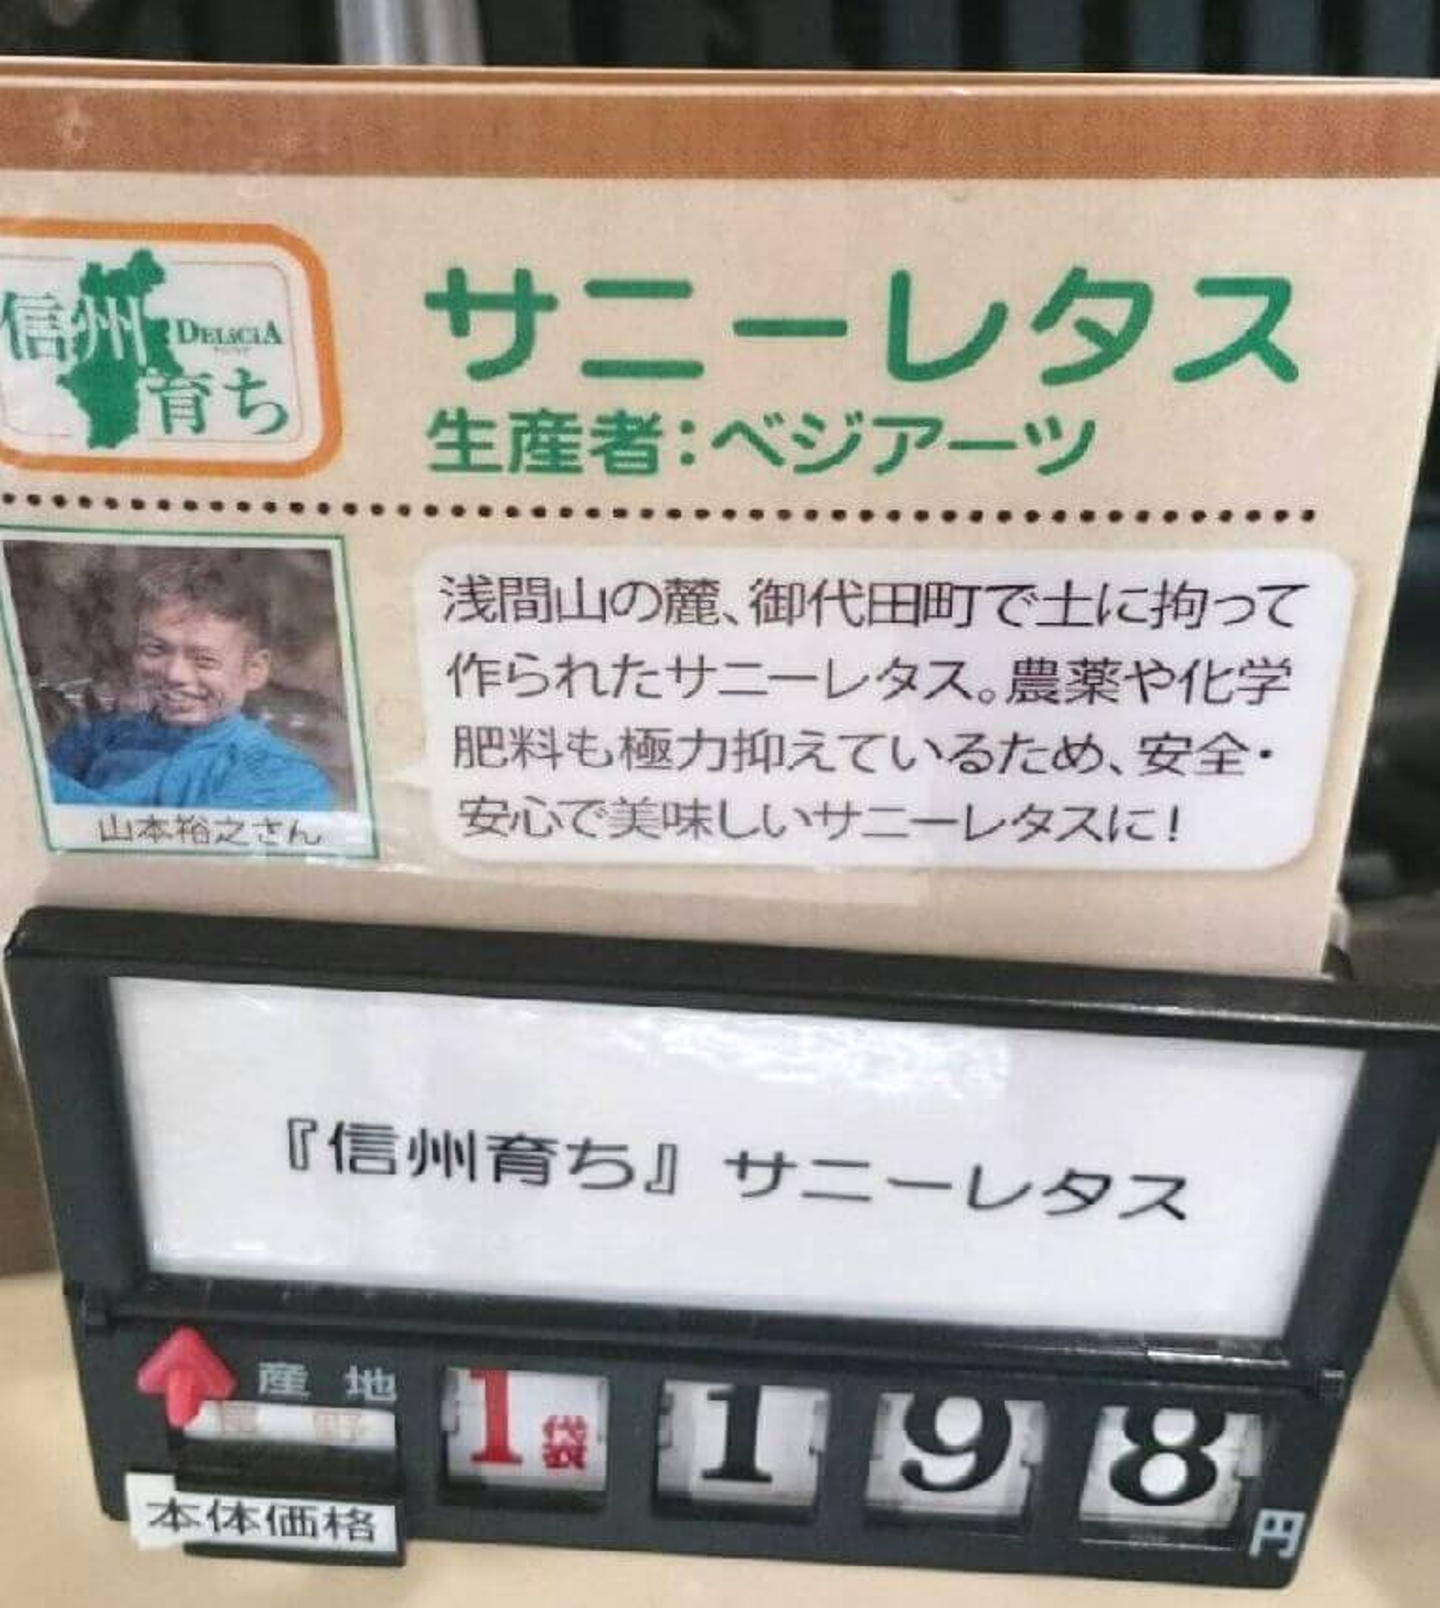 サニーレタス
信州
DELiCiA
育ち
生産者：ベジアーツ
浅間山の麓、御代田町で土に拘って
作られたサニーレタス。農薬や化学
肥料も極力抑えているため、安全・
安心で美味しいサニーレタスに！
山本裕之さん
『信州育ち』サニーレタス
産地
1袋 198円
本体価格